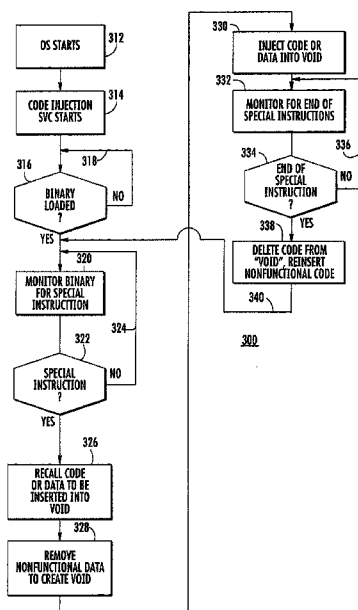 OS STARTS
312
CODE INJECTION
SVC STARTS
314
318
316
BINARY
LOADED
?
NO
YES
320
MONITOR BINARY
FOR SPECIAL
INSTRUCTION
324
322
SPECIAL
INSTRUCTION
?
NO
YES
326
RECALL CODE
OR DATA TO BE
INSERTED INTO
VOID
328
REMOVE
NONFUNCTIONAL DATA
TO CREATE VOID
330
INJECT CODE OR
DATA INTO VOID
332
MONITOR FOR END OF
SPECIAL INSTRUCTIONS
334
336
END OF
SPECIAL
INSTRUCTION
?
NO
YES
338
DELETE CODE FROM
"VOID", REINSERT
NONFUNCTIONAL CODE
340
300